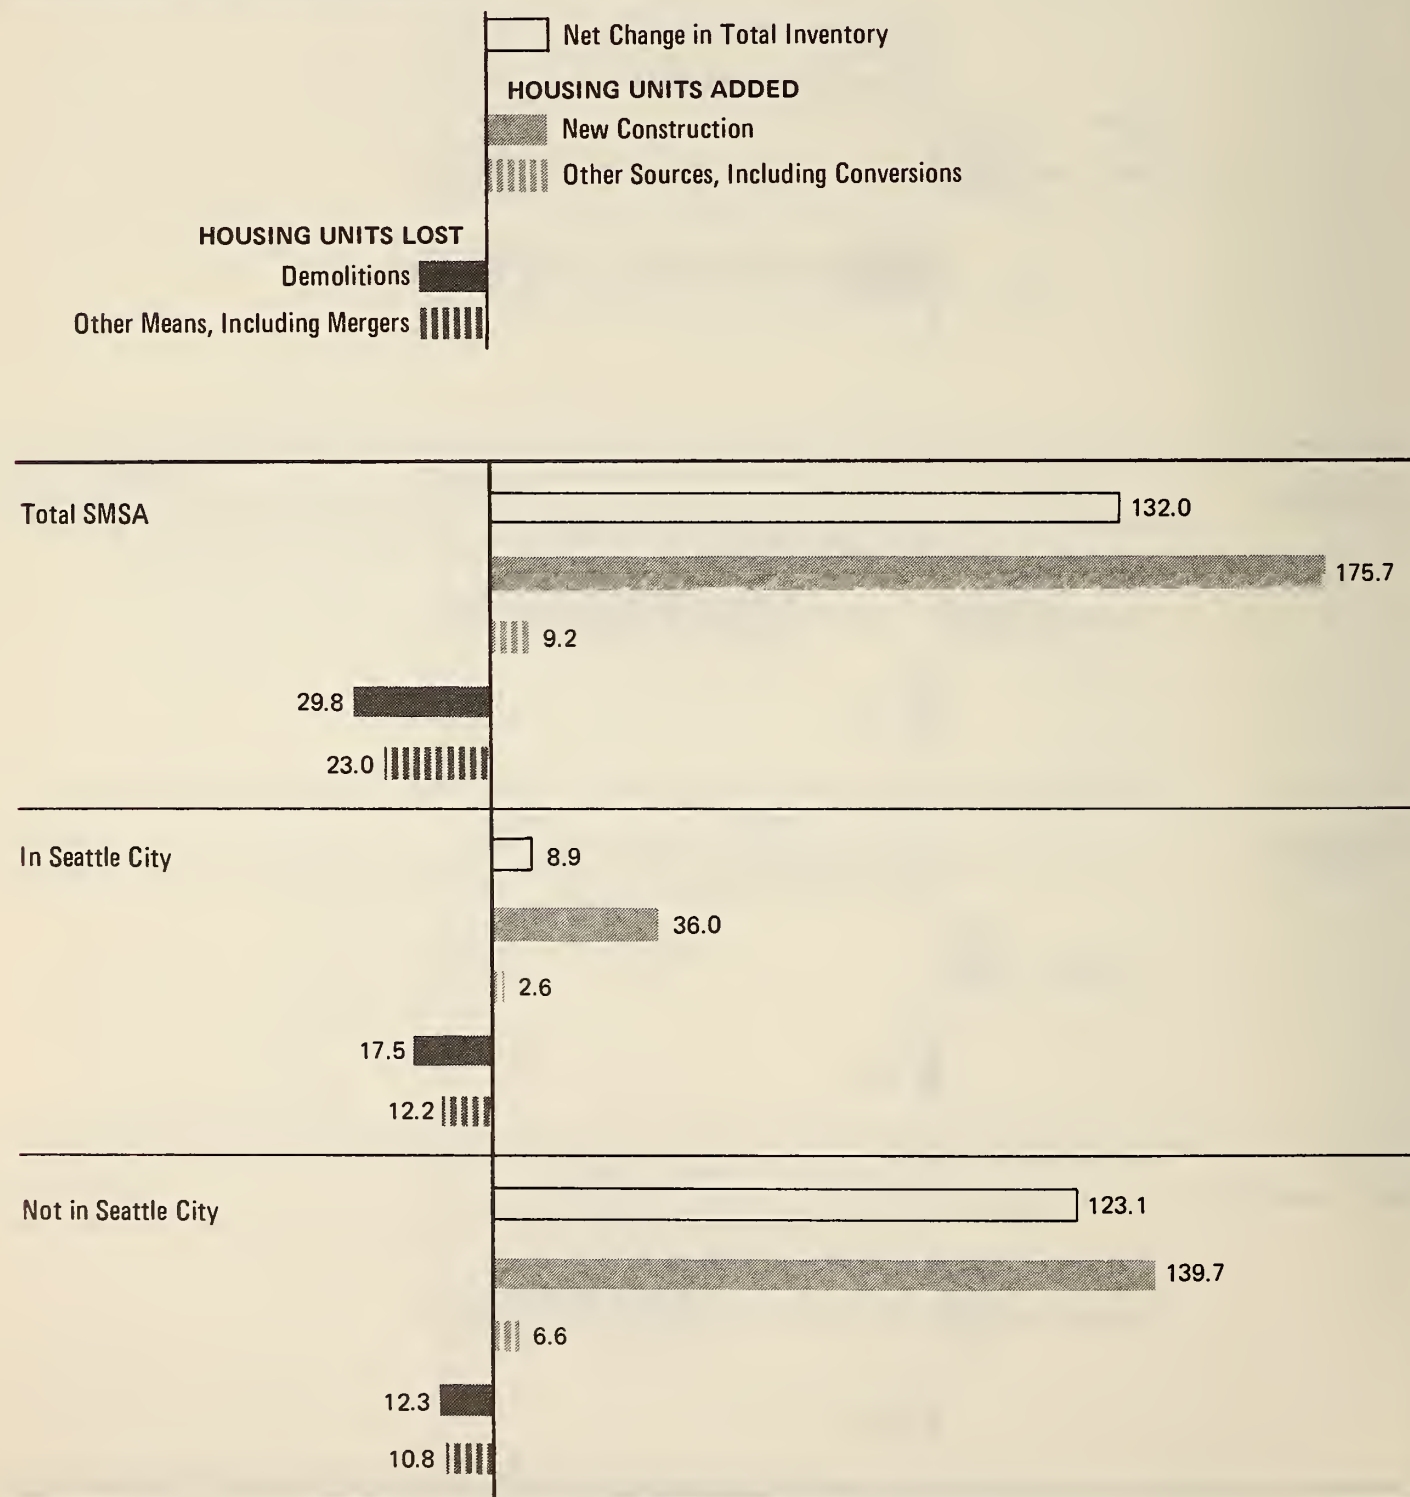 Net Change in Total Inventory
HOUSING UNITS ADDED
New Construction
Other Sources, Including Conversions
HOUSING UNITS LOST
Demolitions
Other Means, Including Mergers
Total SMSA
132.0
175.7
9.2
29.8
23.0
In Seattle City
8.9
36.0
2.6
17.5
12.2
Not in Seattle City
123.1
139.7
6.6
12.3
10.8